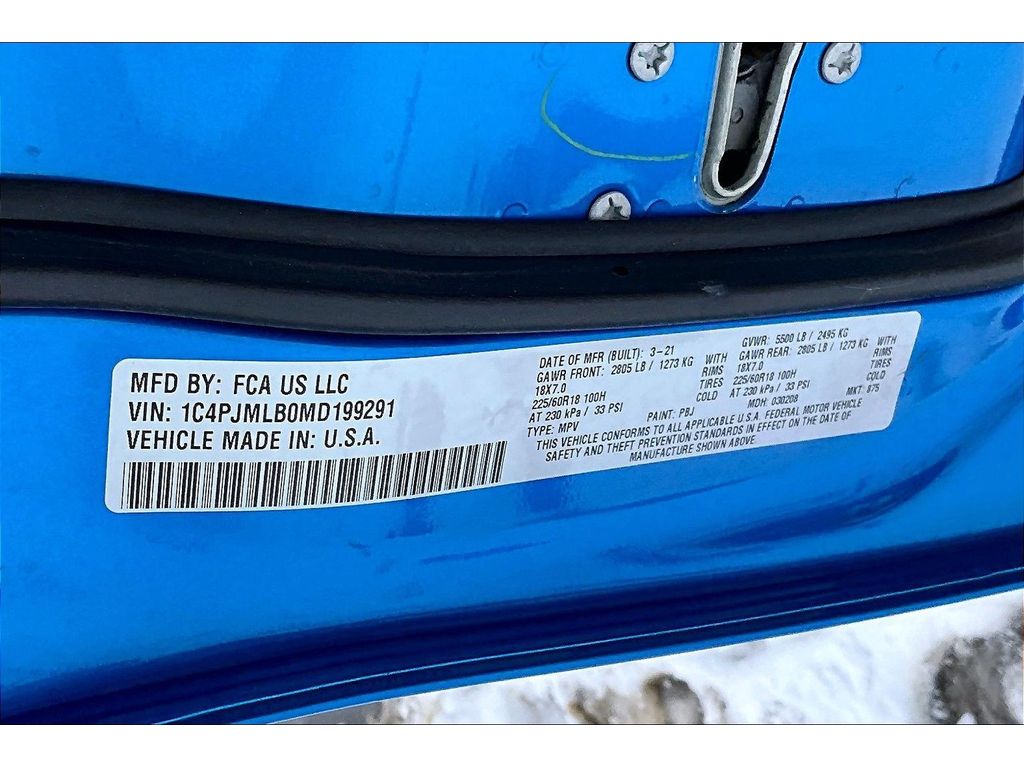 MFD BY: FCA US LLC
VIN: 1C4PJMLB0MD199291
VEHICLE MADE IN: U.S.A.
DATE OF MFR (BUILT): 3-21 GVWR: 5500 LB / 2495 KG
GAWR FRONT: 2805 LB / 1273 KG WITH GAWR REAR: 2805 LB / 1273 KG WITH
18X7.0 RIMS 18X7.0 RIMS
225/60R18 100H TIRES 225/60R18 100H TIRES
AT 230 kPa / 33 PSI COLD AT 230 kPa / 33 PSI COLD
TYPE: MPV PAINT: PBJ MDH: 030208 MKT: 875
THIS VEHICLE CONFORMS TO ALL APPLICABLE U.S.A. FEDERAL MOTOR VEHICLE
SAFETY AND THEFT PREVENTION STANDARDS IN EFFECT ON THE DATE OF
MANUFACTURE SHOWN ABOVE.